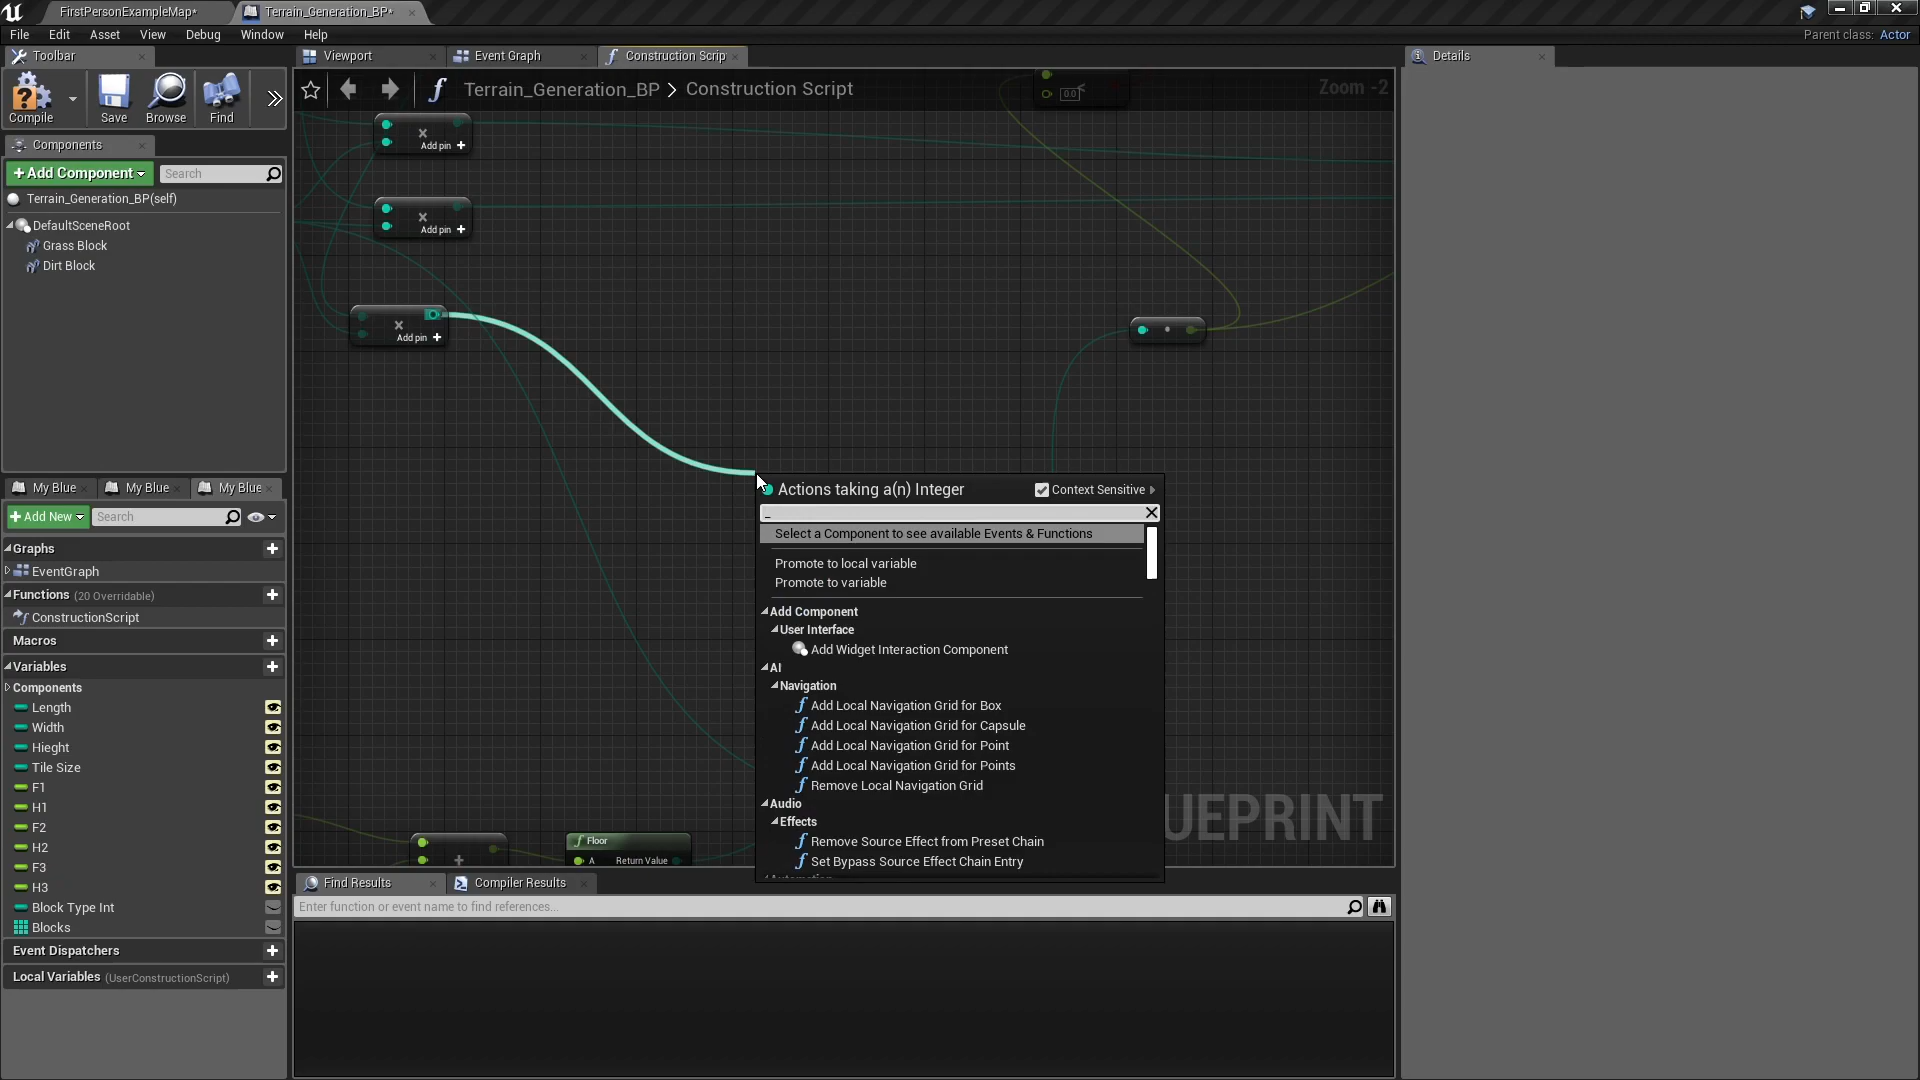 FirstPersonExampleMap*
Terrain_Generation_BP*
File Edit Asset View Debug Window Help
Parent class: Actor
Toolbar
Viewport
Event Graph
Construction Scrip
Details
Compile
Save
Browse
Find
Terrain_Generation_BP > Construction Script
Zoom -2
0.0
<
Components
+ Add Component
Search
Terrain_Generation_BP(self)
DefaultSceneRoot
Grass Block
Dirt Block
Add pin +
Add pin +
Add pin +
My Blue
My Blue
My Blue
+ Add New
Search
Graphs
EventGraph
Functions (20 Overridable)
ConstructionScript
Macros
Variables
Components
Length
Width
Hieght
Tile Size
F1
H1
F2
H2
F3
H3
Block Type Int
Blocks
Event Dispatchers
Local Variables (UserConstructionScript)
Actions taking a(n) Integer
Context Sensitive
Select a Component to see available Events & Functions
Promote to local variable
Promote to variable
Add Component
User Interface
Add Widget Interaction Component
AI
Navigation
Add Local Navigation Grid for Box
Add Local Navigation Grid for Capsule
Add Local Navigation Grid for Point
Add Local Navigation Grid for Points
Remove Local Navigation Grid
Audio
Effects
Remove Source Effect from Preset Chain
Set Bypass Source Effect Chain Entry
UEPRINT
Floor
A Return Value
Find Results
Compiler Results
Enter function or event name to find references...